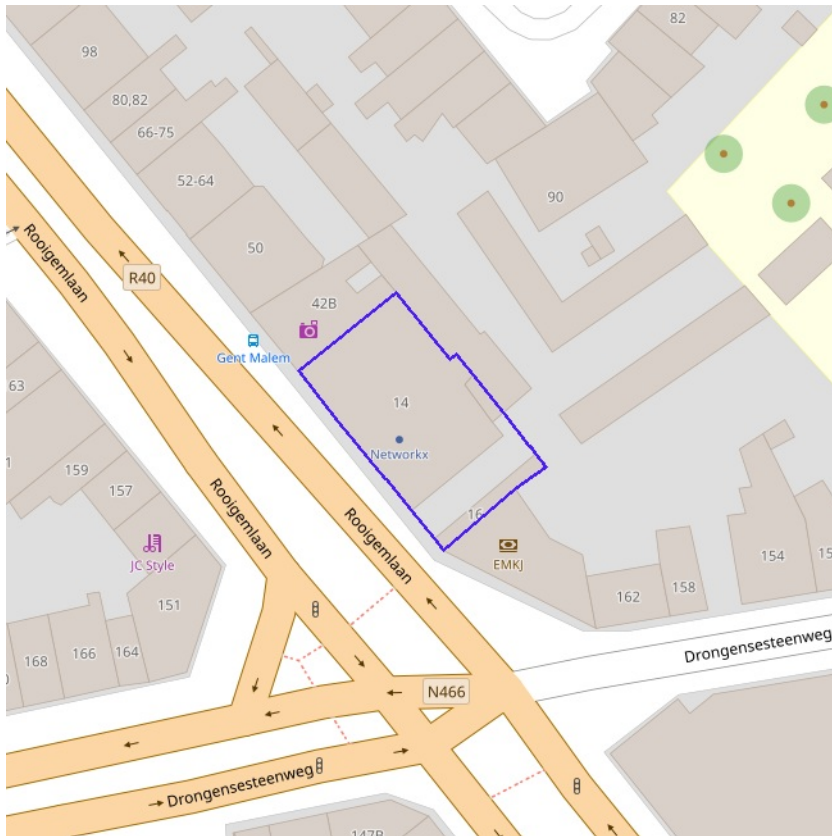 82
98
80,82
66-75
52-64
90
50
Rooigemlaan
R40
42B
Gent Malem
63
14
Networkx
159
157
16
Rooigemlaan
Rooigemlaan
JC Style
EMKJ
154
151
162
158
168
166
164
Drongensesteenweg
N466
Drongensesteenweg
147B